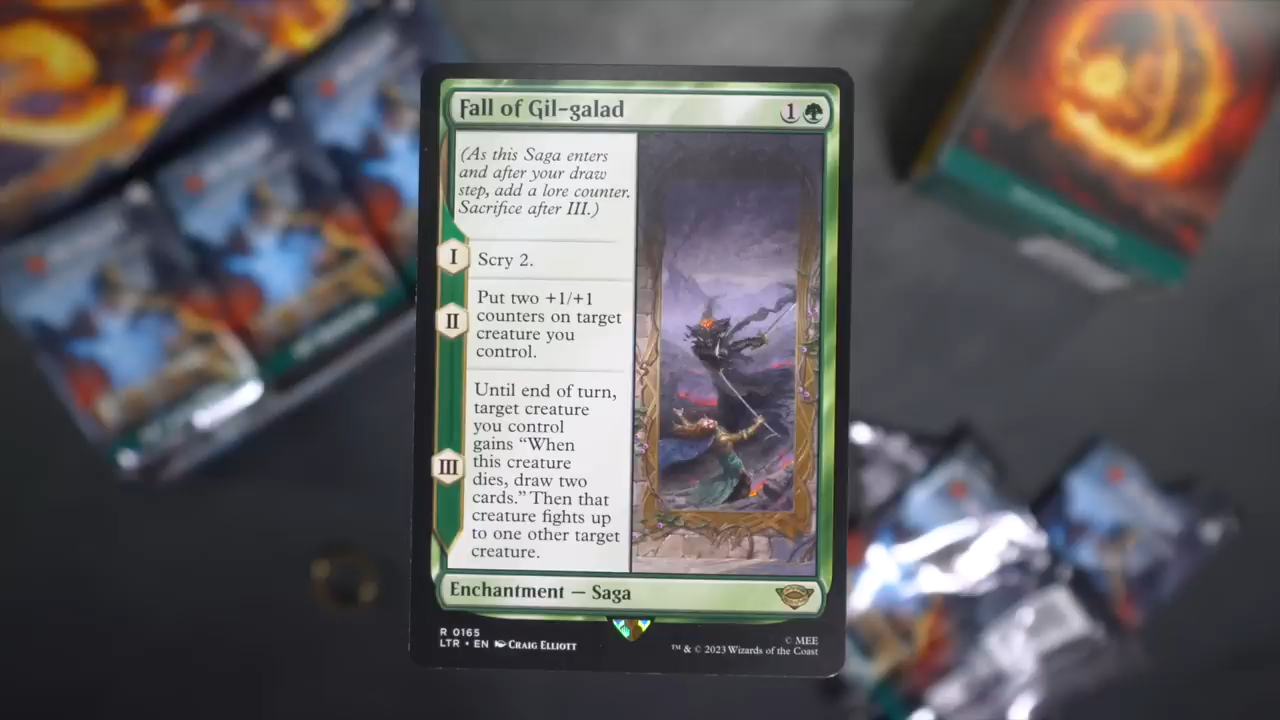 Fall of Gil-galad 1
(As this Saga enters
and after your draw
step, add a lore counter.
Sacrifice after III.)
I Scry 2.
II Put two +1/+1
counters on target
creature you
control.
III Until end of turn,
target creature
you control
gains “When
this creature
dies, draw two
cards.” Then that
creature fights up
to one other target
creature.
Enchantment — Saga
R 0165
LTR • EN Craig Elliott
© MEE
™ & © 2023 Wizards of the Coast